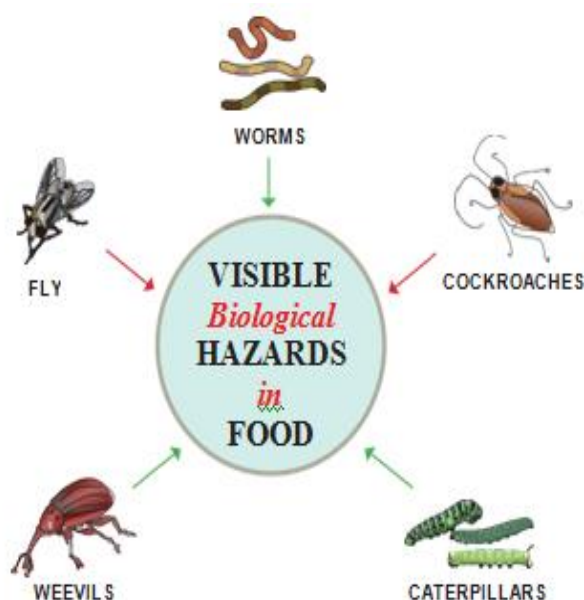 WORMS
FLY
COCKROACHES
VISIBLE
Biological
HAZARDS
in
FOOD
WEEVILS
CATERPILLARS